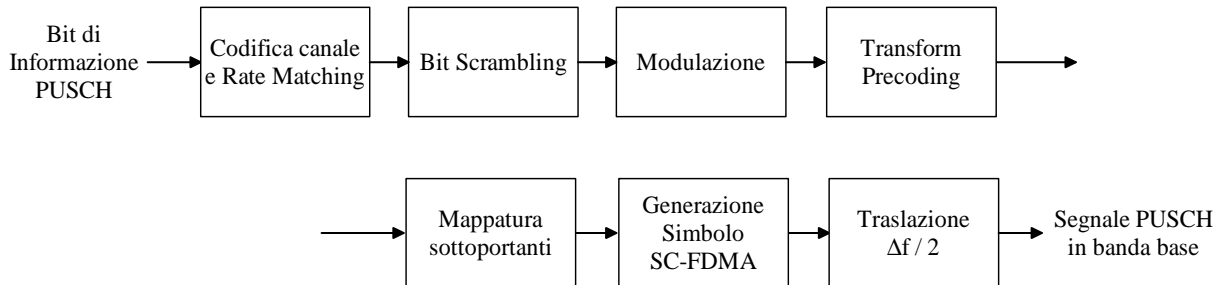 Bit di
Informazione
PUSCH
Codifica canale
e Rate Matching
Bit Scrambling
Modulazione
Transform
Precoding
Mappatura
sottoportanti
Generazione
Simbolo
SC-FDMA
Traslazione
Δf / 2
Segnale PUSCH
in banda base